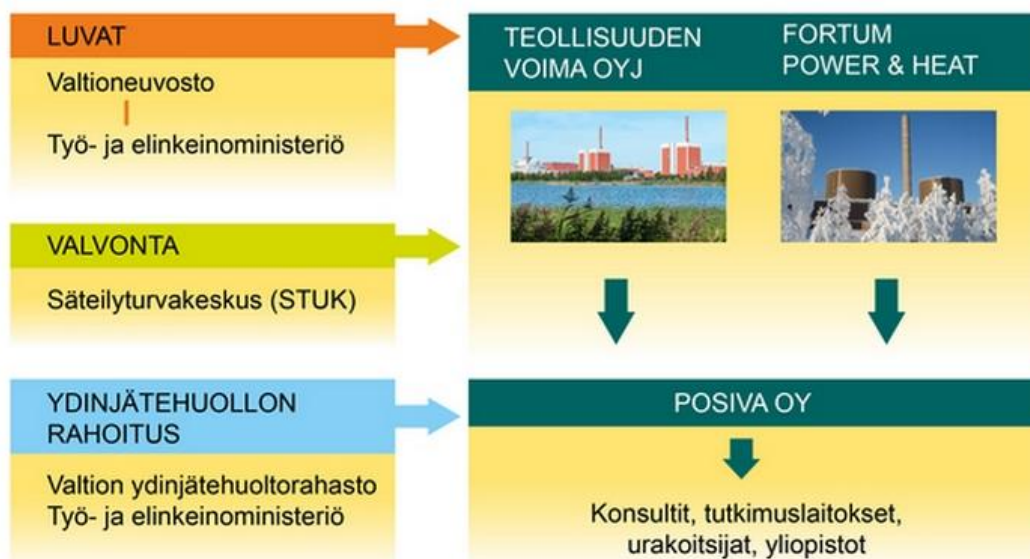 LUVAT
Valtioneuvosto
Työ- ja elinkeinoministeriö
VALVONTA
Säteilyturvakeskus (STUK)
YDINJÄTEHUOLLON
RAHOITUS
Valtion ydinjätehuoltorahasto
Työ- ja elinkeinoministeriö
TEOLLISUUDEN
VOIMA OYJ
FORTUM
POWER & HEAT
POSIVA OY
Konsultit, tutkimuslaitokset,
urakoitsijat, yliopistot